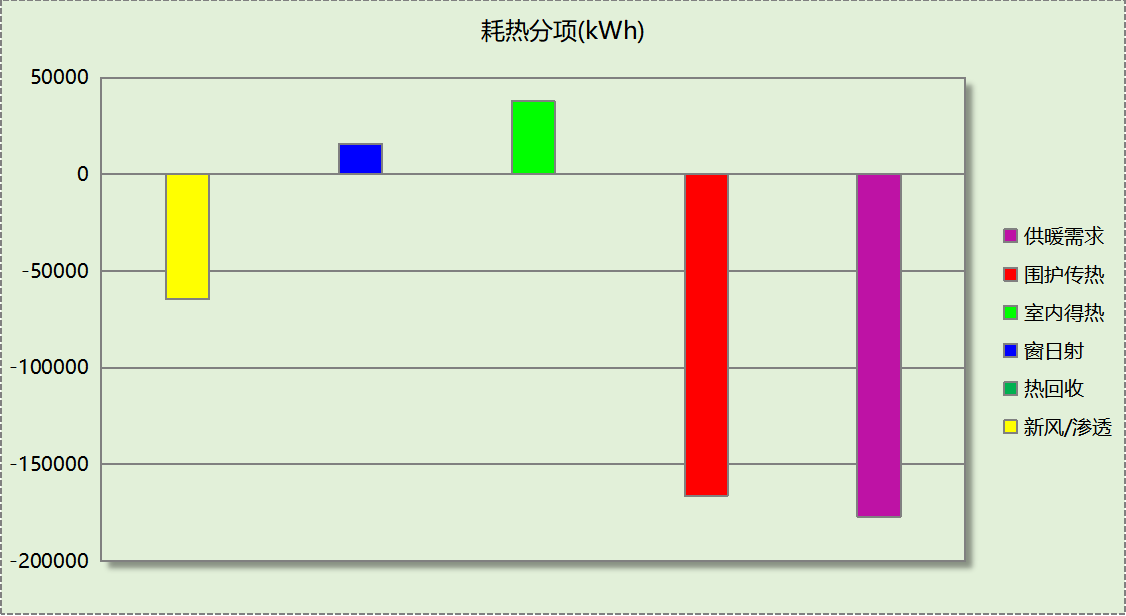 耗热分项(kWh)
50000
0
-50000
-100000
-150000
-200000
供暖需求
围护传热
室内得热
窗日射
热回收
新风/渗透